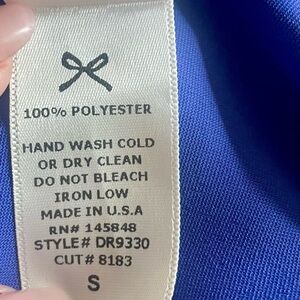 100% POLYESTER
HAND WASH COLD
OR DRY CLEAN
DO NOT BLEACH
IRON LOW
MADE IN U.S.A
RN# 145848
STYLE# DR9330
CUT# 8183
S